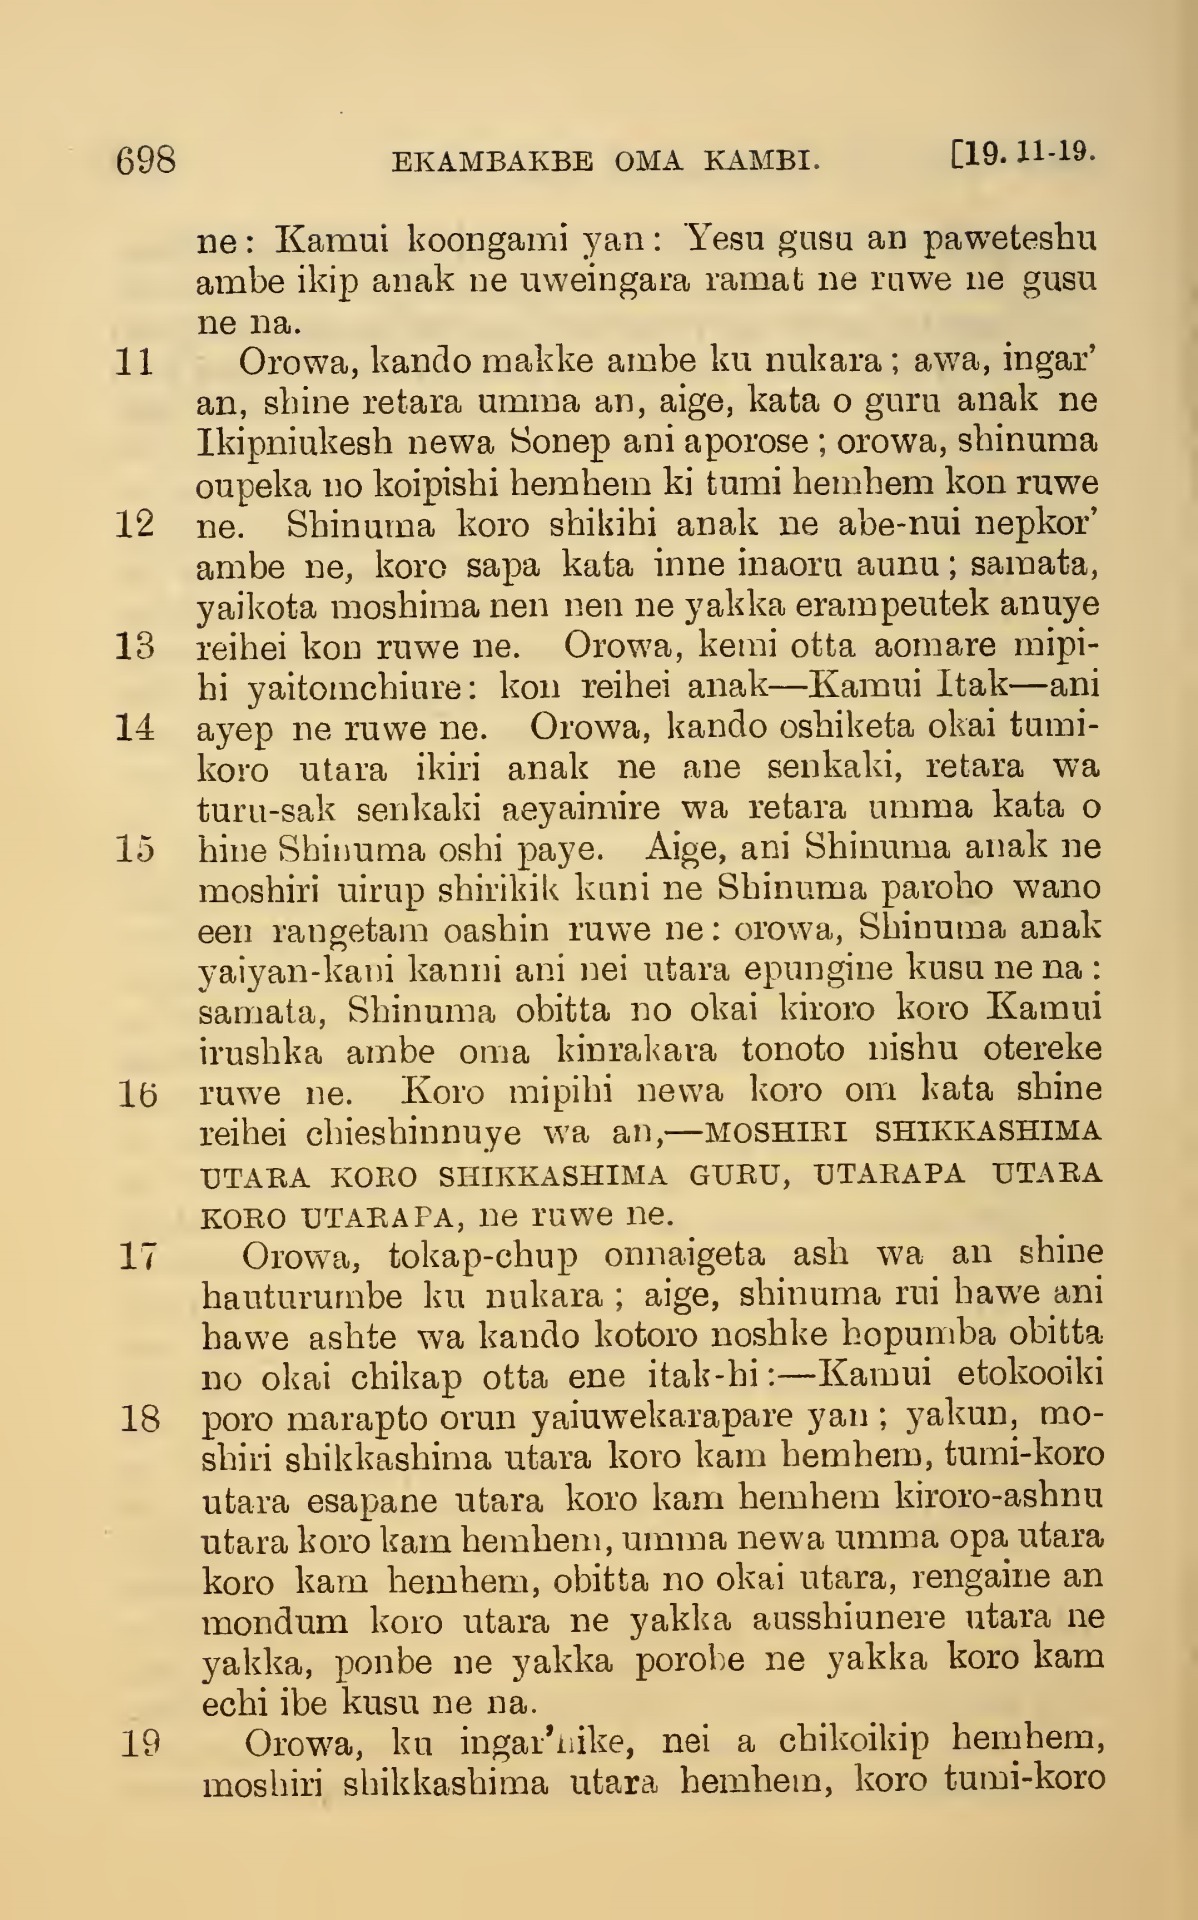 698 EKAMBAKBE OMA KAMBI. [19. 11-19.
ne: Kamui koongami yan: Yesu gusu an paweteshu
ambe ikip anak ne uweingara ramat ne ruwe ne gusu
ne na.
11 Orowa, kando makke ambe ku nukara; awa, ingar’
an, shine retara umma an, aige, kata o guru anak ne
Ikipniukesh newa Sonep ani aporose; orowa, shinuma
oupeka no koipishi hemhem ki tumi hemhem kon ruwe
12 ne. Shinuma koro shikihi anak ne abe-nui nepkor’
ambe ne, koro sapa kata inne inaoru aunu; samata,
yaikota moshima nen nen ne yakka erampeutek anuye
13 reihei kon ruwe ne. Orowa, kemi otta aomare mipi-
hi yaitomchiure: kon reihei anak—Kamui Itak—ani
14 ayep ne ruwe ne. Orowa, kando oshiketa okai tumi-
koro utara ikiri anak ne ane senkaki, retara wa
turu-sak senkaki aeyaimire wa retara umma kata o
15 hine Shinuma oshi paye. Aige, ani Shinuma anak ne
moshiri uirup shirikik kuni ne Shinuma paroho wano
een rangetam oashin ruwe ne: orowa, Shinuma anak
yaiyan-kani kanni ani nei utara epungine kusu ne na:
samata, Shinuma obitta no okai kiroro koro Kamui
irushka ambe oma kinrakara tonoto nishu otereke
16 ruwe ne. Koro mipihi newa koro om kata shine
reihei chieshinnuye wa an,—MOSHIRI SHIKKASHIMA
UTARA KORO SHIKKASHIMA GURU, UTARAPA UTARA
KORO UTARAPA, ne ruwe ne.
17 Orowa, tokap-chup onnaigeta ash wa an shine
hauturumbe ku nukara; aige, shinuma rui hawe ani
hawe ashte wa kando kotoro noshke hopumba obitta
no okai chikap otta ene itak-hi:—Kamui etokooiki
18 poro marapto orun yaiuwekarapare yan; yakun, mo-
shiri shikkashima utara koro kam hemhem, tumi-koro
utara esapane utara koro kam hemhem kiroro-ashnu
utara koro kam hemhem, umma newa umma opa utara
koro kam hemhem, obitta no okai utara, rengaine an
mondum koro utara ne yakka ausshiunere utara ne
yakka, ponbe ne yakka porobe ne yakka koro kam
echi ibe kusu ne na.
19 Orowa, ku ingar’hike, nei a chikoikip hemhem,
moshiri shikkashima utara hemhem, koro tumi-koro